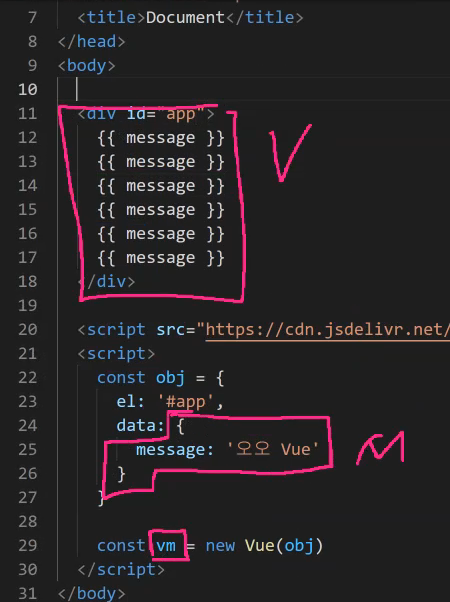 7 <title>Document</title>
8 </head>
9 <body>
10
11 <div id="app">
12 {{ message }}
13 {{ message }}
14 {{ message }}
15 {{ message }}
16 {{ message }}
17 {{ message }}
18 </div>
19
20 <script src="https://cdn.jsdelivr.net/
21 <script>
22 const obj = {
23 el: '#app',
24 data: {
25 message: '오오 Vue'
26 }
27 }
28
29 const vm = new Vue(obj)
30 </script>
31 </body>
V
M